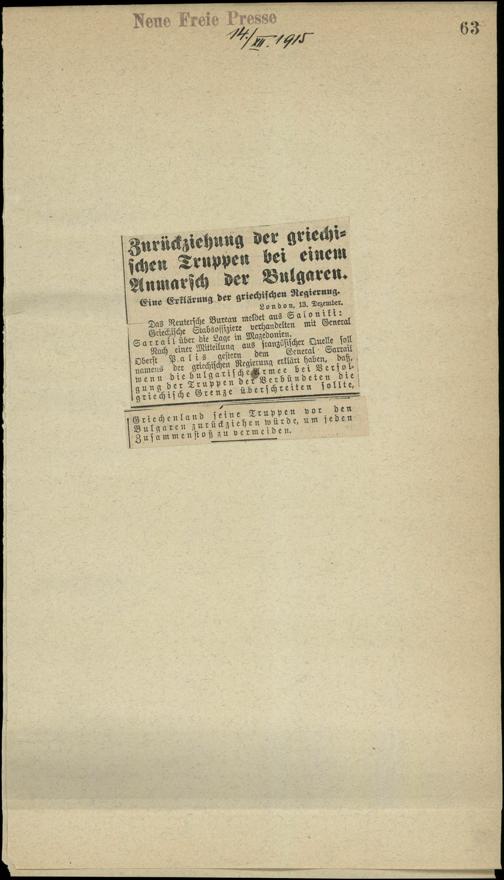 Neue Freie Presse
63
14./XII. 1915
Zurückziehung der griechi-
schen Truppen bei einem
Anmarsch der Bulgaren.
Eine Erklärung der griechischen Regierung.
London, 13. Dezember.
Das Reutersche Bureau meldet aus Saloniki:
Griechische Stabsoffiziere verhandelten mit General
Sarrail über die Lage in Mazedonien.
Nach einer Mitteilung aus französischer Quelle soll
Oberst Palis gestern dem General Sarrail
namens der griechischen Regierung erklärt haben, daß,
wenn die bulgarische Armee bei Verfol-
gung der Truppen der Verbündeten die
griechische Grenze überschreiten sollte,
Griechenland seine Truppen vor den
Bulgaren zurückziehen würde, um jeden
Zusammenstoß zu vermeiden.